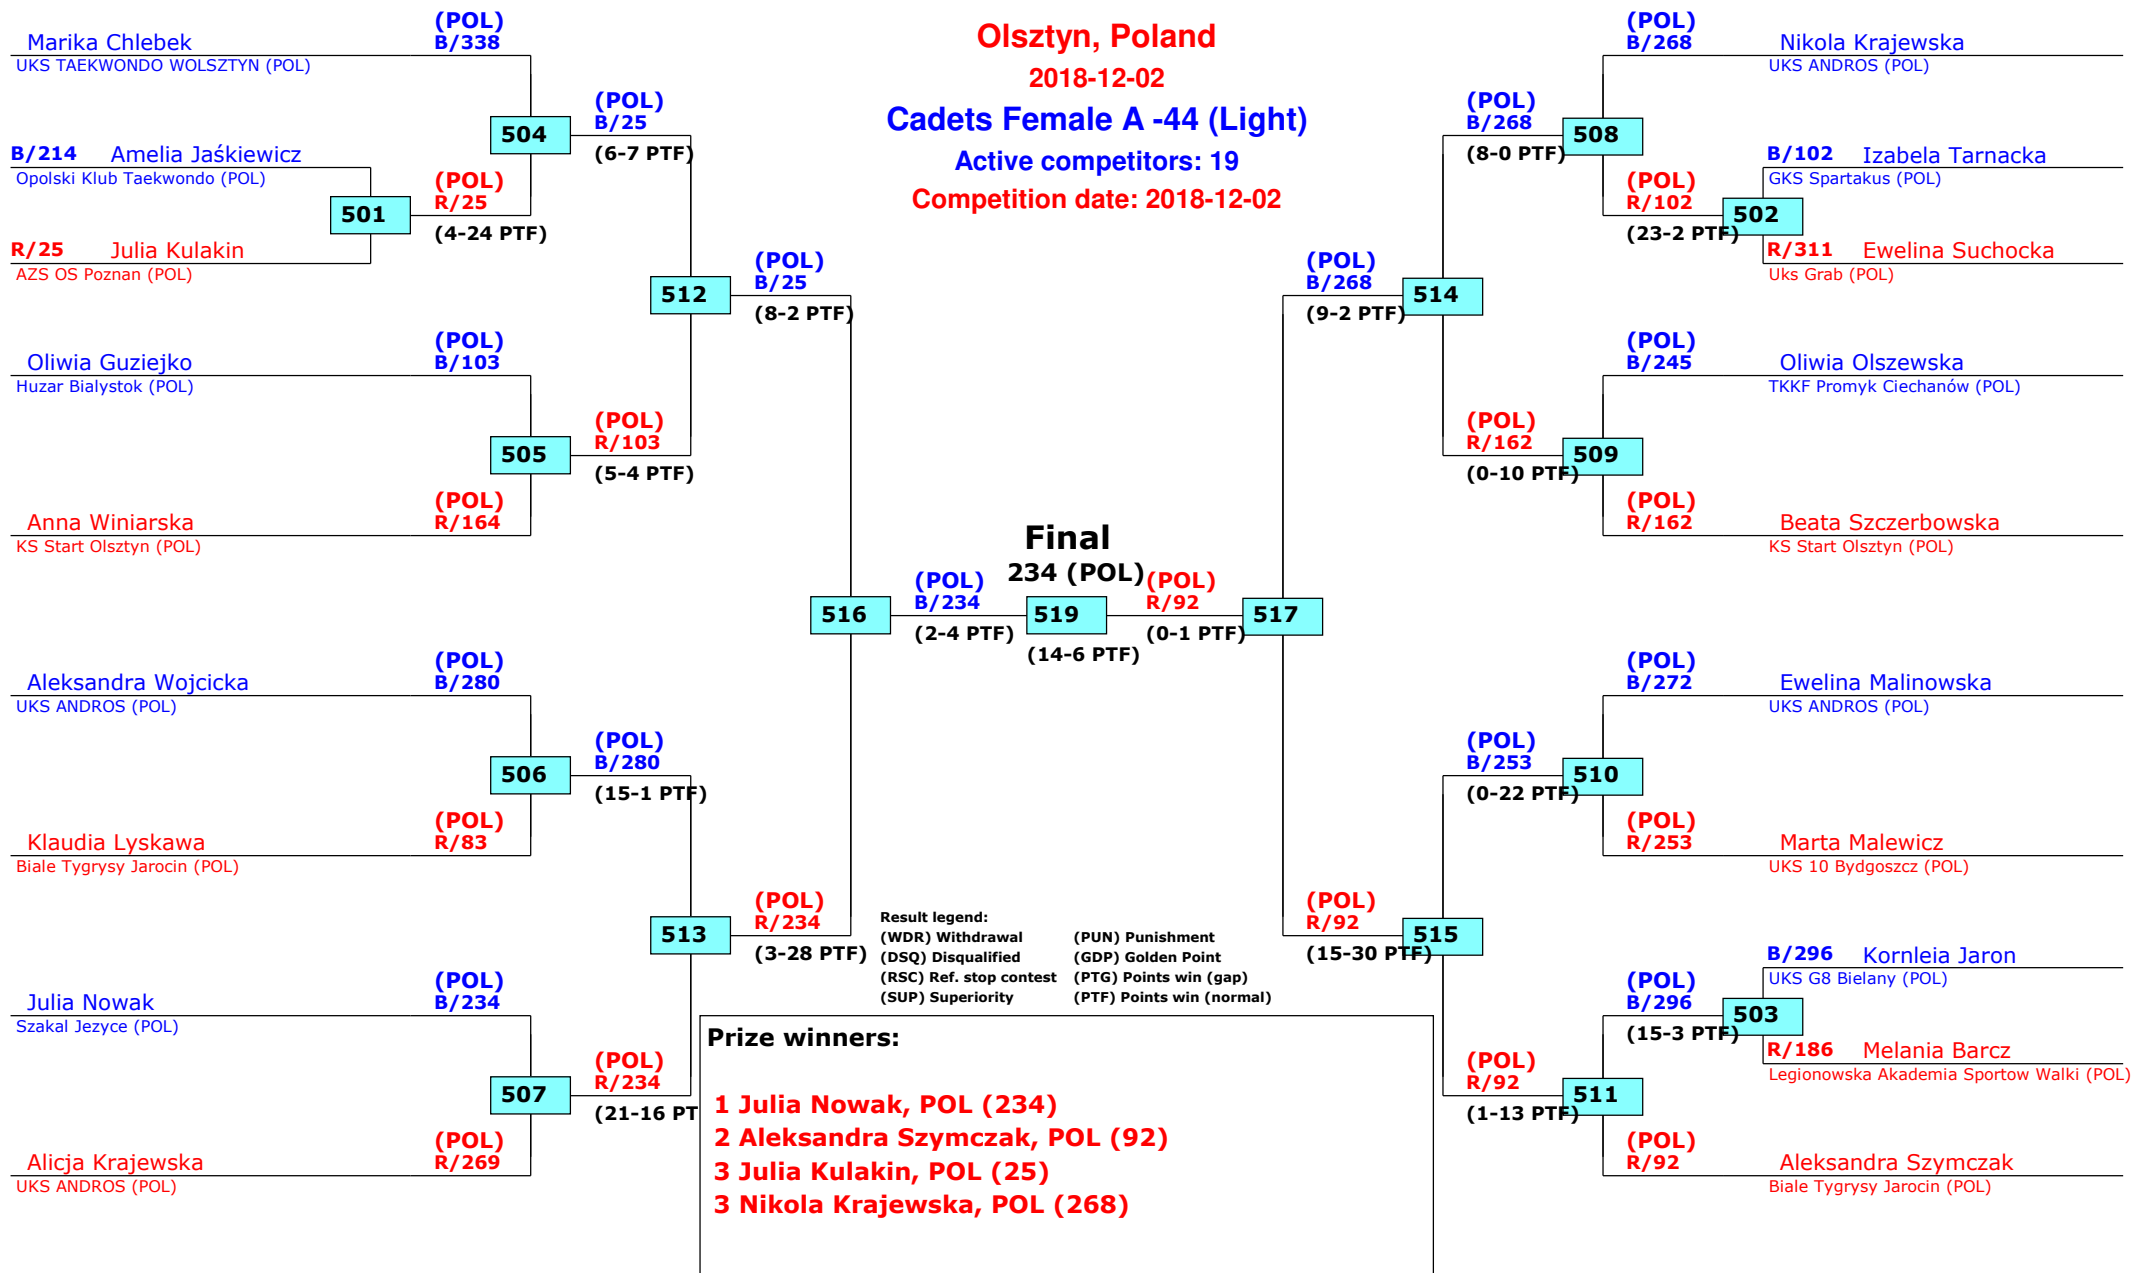 Olsztyn, Poland
2018-12-02
Cadets Female A -44 (Light)
Active competitors: 19
Competition date: 2018-12-02
(POL)
Marika Chlebek B/338
UKS TAEKWONDO WOLSZTYN (POL)
(POL)
B/25
504
(6-7 PTF)
B/214 Amelia Jaśkiewicz
Opolski Klub Taekwondo (POL)
(POL)
R/25
501
(4-24 PTF)
R/25 Julia Kulakin
AZS OS Poznan (POL)
(POL)
B/25
512
(8-2 PTF)
(POL)
Oliwia Guziejko B/103
Huzar Bialystok (POL)
(POL)
R/103
505
(5-4 PTF)
(POL)
Anna Winiarska R/164
KS Start Olsztyn (POL)
516
(POL)
B/234
(2-4 PTF)
(POL)
Aleksandra Wojcicka B/280
UKS ANDROS (POL)
(POL)
B/280
506
(15-1 PTF)
(POL)
Klaudia Lyskawa R/83
Biale Tygrysy Jarocin (POL)
(POL)
R/234
513
(3-28 PTF)
(POL)
Julia Nowak B/234
Szakal Jezyce (POL)
(POL)
R/234
507
(21-16 PT
(POL)
Alicja Krajewska R/269
UKS ANDROS (POL)
Final
234 (POL)
519
(14-6 PTF)
(POL)
R/92
517
(0-1 PTF)
(POL)
B/268 Nikola Krajewska
UKS ANDROS (POL)
(POL)
B/268
508
(8-0 PTF)
B/102 Izabela Tarnacka
GKS Spartakus (POL)
(POL)
R/102
502
(23-2 PTF)
R/311 Ewelina Suchocka
Uks Grab (POL)
(POL)
B/268
514
(9-2 PTF)
(POL)
B/245 Oliwia Olszewska
TKKF Promyk Ciechanów (POL)
(POL)
R/162
509
(0-10 PTF)
(POL)
R/162 Beata Szczerbowska
KS Start Olsztyn (POL)
(POL)
B/272 Ewelina Malinowska
UKS ANDROS (POL)
(POL)
B/253
510
(0-22 PTF)
(POL)
R/253 Marta Malewicz
UKS 10 Bydgoszcz (POL)
(POL)
R/92
515
(15-30 PTF)
B/296 Kornleia Jaron
UKS G8 Bielany (POL)
(POL)
B/296
503
(15-3 PTF)
R/186 Melania Barcz
Legionowska Akademia Sportow Walki (POL)
(POL)
R/92
511
(1-13 PTF)
(POL)
R/92 Aleksandra Szymczak
Biale Tygrysy Jarocin (POL)
Result legend:
(WDR) Withdrawal (PUN) Punishment
(DSQ) Disqualified (GDP) Golden Point
(RSC) Ref. stop contest (PTG) Points win (gap)
(SUP) Superiority (PTF) Points win (normal)
Prize winners:
1 Julia Nowak, POL (234)
2 Aleksandra Szymczak, POL (92)
3 Julia Kulakin, POL (25)
3 Nikola Krajewska, POL (268)